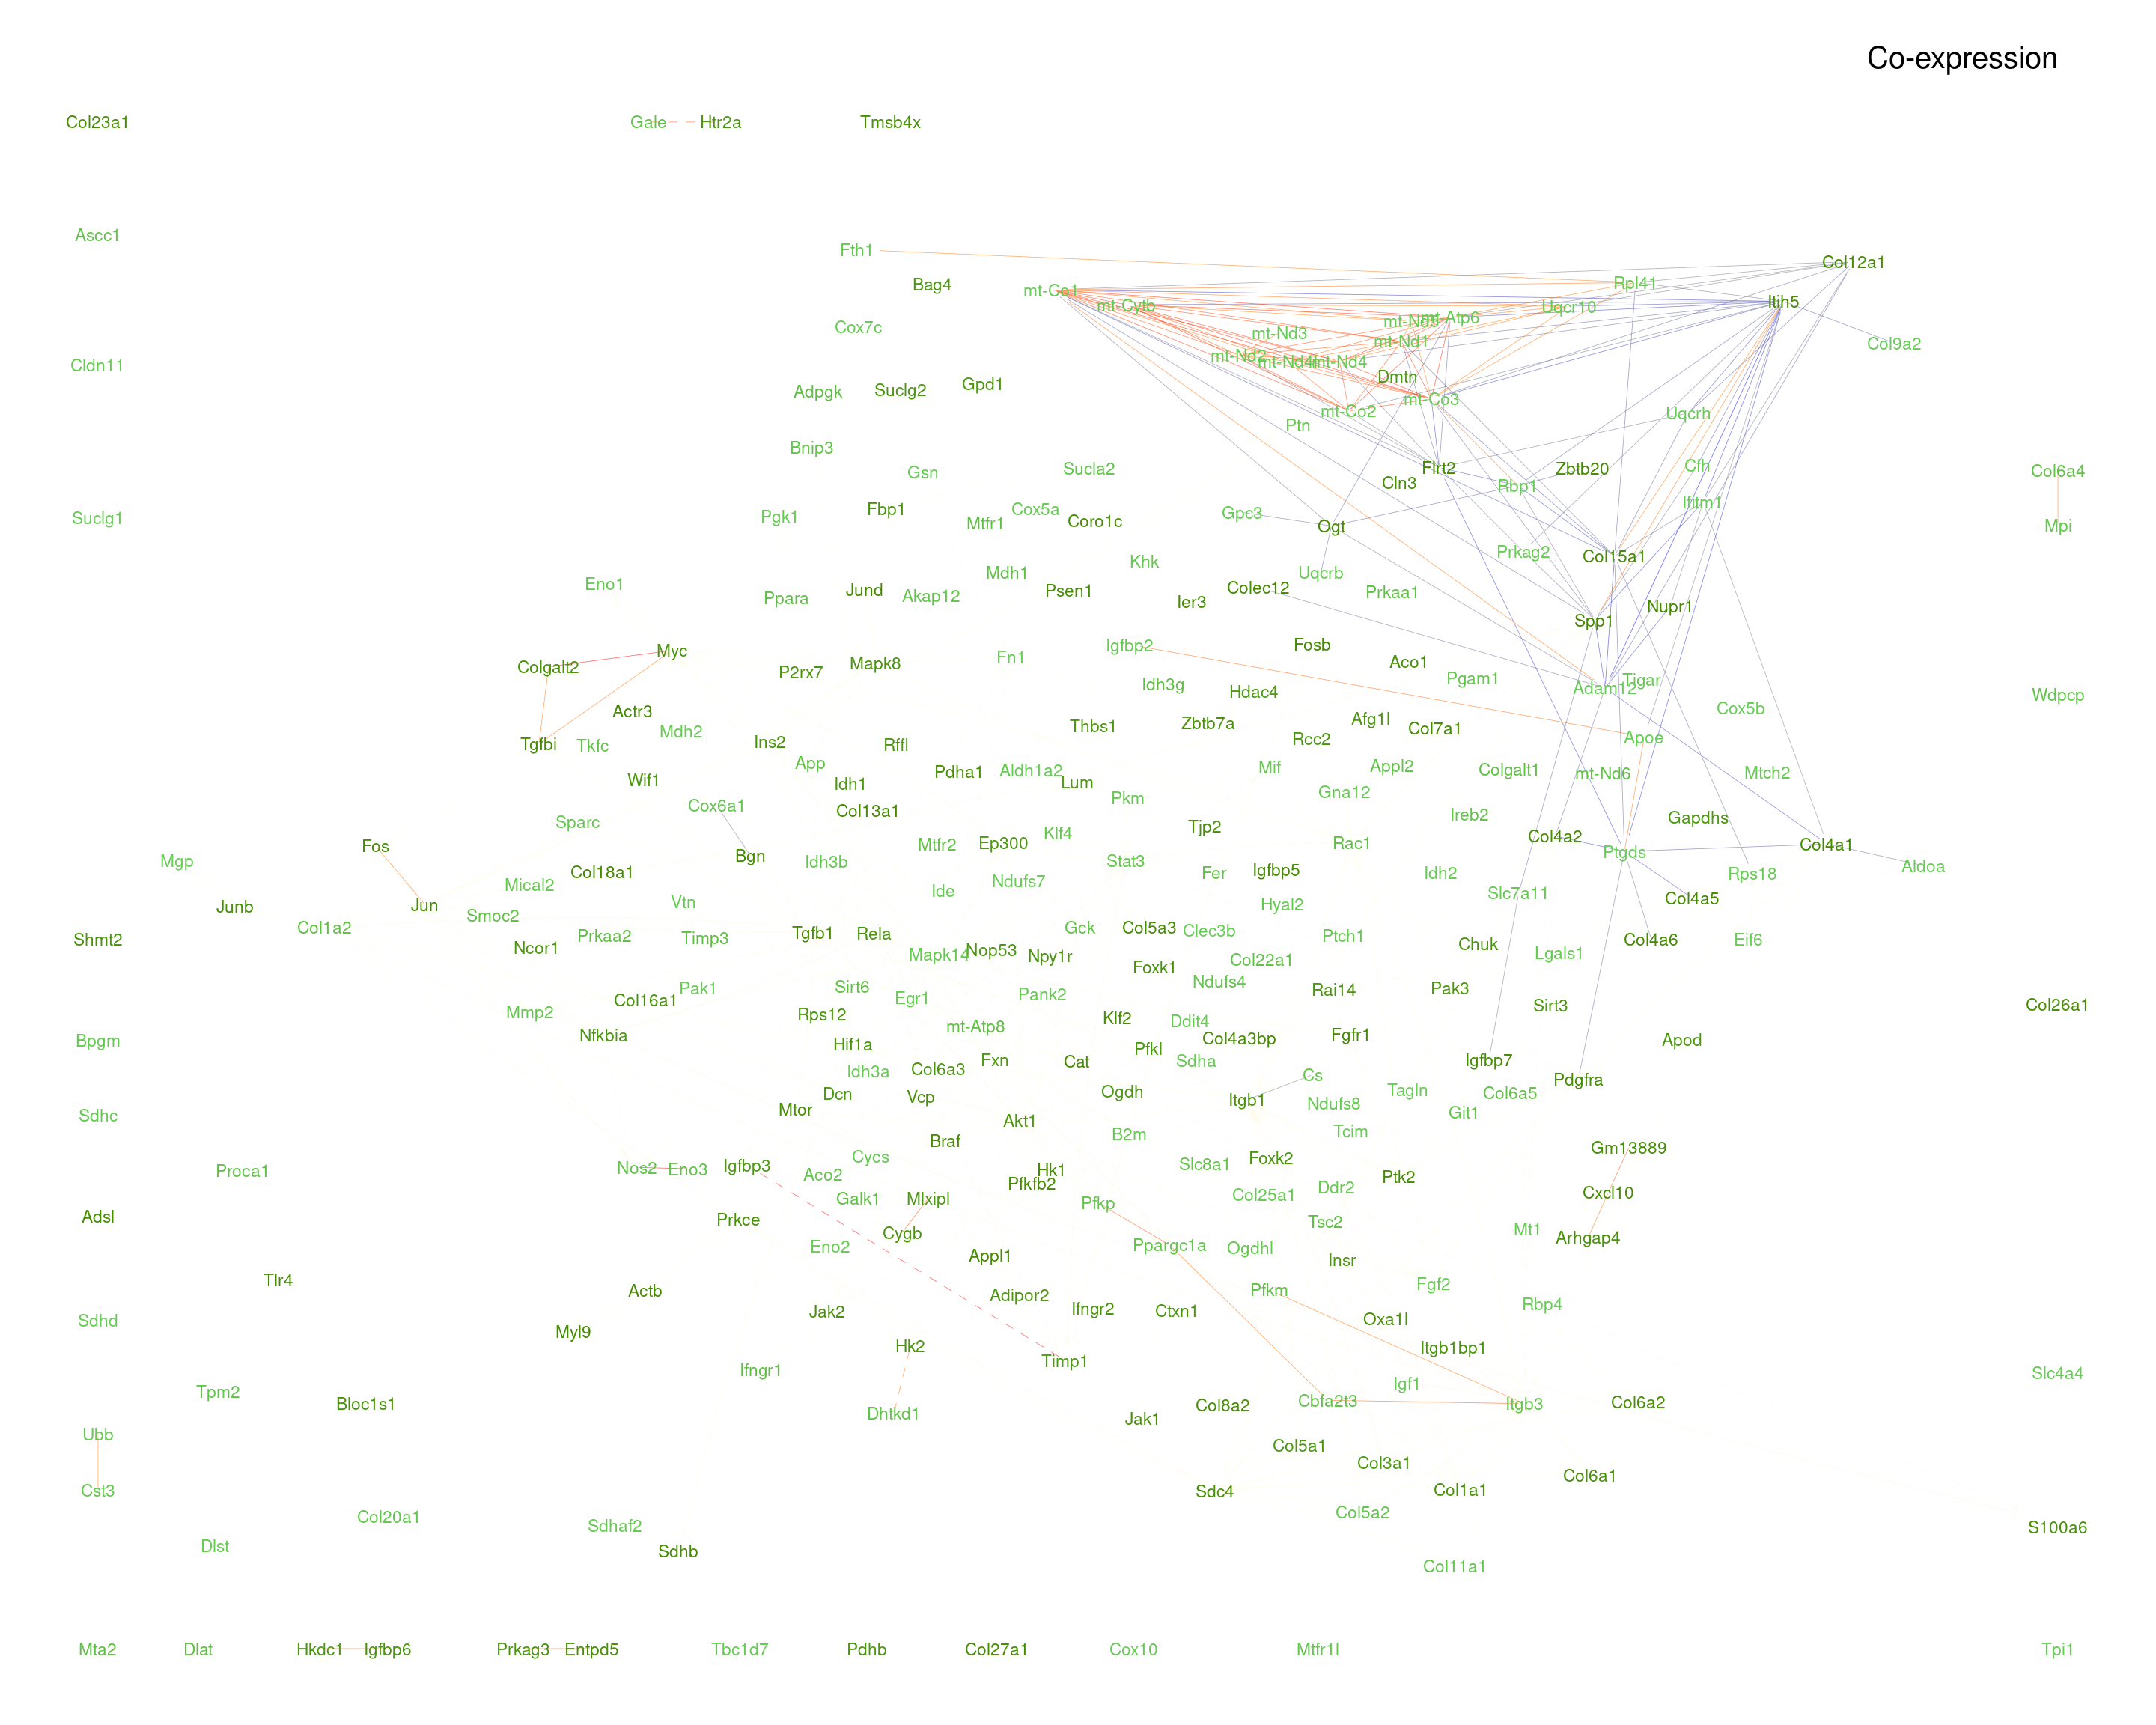 Co-expression
Col23a1
Gale
Htr2a
Tmsb4x
Ascc1
Fth1
Col12a1
Bag4
Rpl41
mt-Co1
Itih5
mt-Cytb
Uqcr10
mt-Atp6
mt-Nd5
Cox7c
mt-Nd3
mt-Nd1
Col9a2
mt-Nd2
mt-Nd4l
mt-Nd4
Cldn11
Dmtn
Gpd1
Suclg2
Adpgk
mt-Co3
mt-Co2
Uqcrh
Ptn
Bnip3
Cfh
Sucla2
Flrt2
Zbtb20
Gsn
Col6a4
Cln3
Rbp1
Ifitm1
Fbp1
Cox5a
Gpc3
Pgk1
Suclg1
Coro1c
Mtfr1
Ogt
Mpi
Prkag2
Col15a1
Khk
Mdh1
Uqcrb
Eno1
Colec12
Jund
Psen1
Prkaa1
Akap12
Ppara
Ier3
Nupr1
Spp1
Fosb
Igfbp2
Myc
Fn1
Aco1
Mapk8
Colgalt2
P2rx7
Pgam1
Tigar
Idh3g
Adam12
Hdac4
Wdpcp
Cox5b
Actr3
Afg1l
Zbtb7a
Thbs1
Col7a1
Mdh2
Apoe
Rcc2
Ins2
Tgfbi
Tkfc
Rffl
App
Appl2
Mif
Colgalt1
Aldh1a2
Pdha1
Mtch2
mt-Nd6
Wif1
Lum
Idh1
Gna12
Pkm
Cox6a1
Col13a1
Ireb2
Gapdhs
Sparc
Tjp2
Klf4
Col4a2
Ep300
Rac1
Mtfr2
Col4a1
Fos
Ptgds
Bgn
Mgp
Idh3b
Stat3
Aldoa
Igfbp5
Col18a1
Fer
Idh2
Rps18
Ndufs7
Mical2
Ide
Slc7a11
Col4a5
Vtn
Hyal2
Jun
Junb
Smoc2
Col1a2
Gck
Col5a3
Clec3b
Tgfb1
Rela
Prkaa2
Ptch1
Timp3
Shmt2
Col4a6
Eif6
Chuk
Ncor1
Nop53
Lgals1
Mapk14
Npy1r
Col22a1
Foxk1
Ndufs4
Sirt6
Pak1
Pak3
Rai14
Pank2
Egr1
Col16a1
Col26a1
Sirt3
Mmp2
Rps12
Klf2
Ddit4
mt-Atp8
Nfkbia
Fgfr1
Col4a3bp
Apod
Bpgm
Hif1a
Pfkl
Fxn
Cat
Sdha
Igfbp7
Col6a3
Idh3a
Cs
Pdgfra
Tagln
Ogdh
Dcn
Col6a5
Vcp
Itgb1
Ndufs8
Mtor
Git1
Sdhc
Akt1
Tcim
B2m
Braf
Gm13889
Cycs
Foxk2
Slc8a1
Igfbp3
Nos2
Eno3
Hk1
Proca1
Aco2
Ptk2
Pfkfb2
Ddr2
Cxcl10
Col25a1
Galk1
Mlxipl
Pfkp
Adsl
Prkce
Tsc2
Mt1
Cygb
Arhgap4
Ppargc1a
Eno2
Ogdhl
Appl1
Insr
Tlr4
Fgf2
Pfkm
Actb
Adipor2
Rbp4
Ifngr2
Ctxn1
Jak2
Oxa1l
Sdhd
Myl9
Hk2
Itgb1bp1
Timp1
Ifngr1
Slc4a4
Igf1
Tpm2
Cbfa2t3
Col6a2
Bloc1s1
Itgb3
Col8a2
Dhtkd1
Jak1
Ubb
Col5a1
Col3a1
Col6a1
Cst3
Col1a1
Sdc4
Col5a2
Col20a1
Sdhaf2
S100a6
Dlst
Sdhb
Col11a1
Mta2
Dlat
Hkdc1
Igfbp6
Prkag3
Entpd5
Tbc1d7
Pdhb
Col27a1
Cox10
Mtfr1l
Tpi1